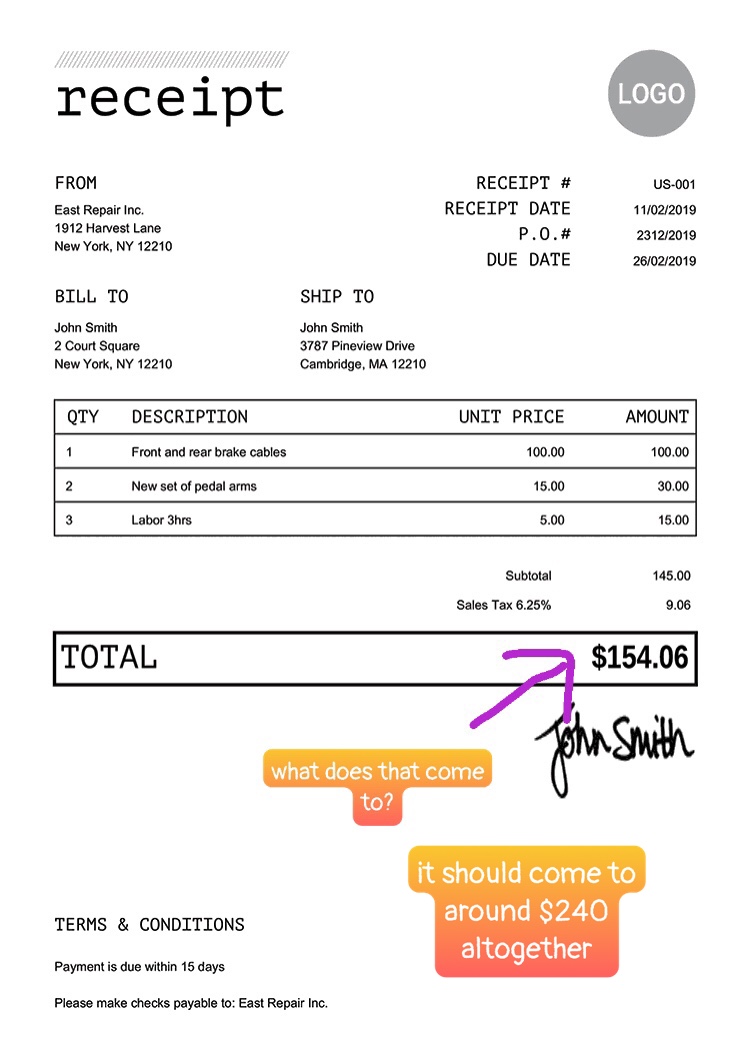 receipt
LOGO
FROM
East Repair Inc.
1912 Harvest Lane
New York, NY 12210
RECEIPT # US-001
RECEIPT DATE 11/02/2019
P.O.# 2312/2019
DUE DATE 26/02/2019
BILL TO
John Smith
2 Court Square
New York, NY 12210
SHIP TO
John Smith
3787 Pineview Drive
Cambridge, MA 12210
QTY DESCRIPTION UNIT PRICE AMOUNT
1 Front and rear brake cables 100.00 100.00
2 New set of pedal arms 15.00 30.00
3 Labor 3hrs 5.00 15.00
Subtotal 145.00
Sales Tax 6.25% 9.06
TOTAL $154.06
John Smith
what does that come
to?
it should come to
around $240
altogether
TERMS & CONDITIONS
Payment is due within 15 days
Please make checks payable to: East Repair Inc.